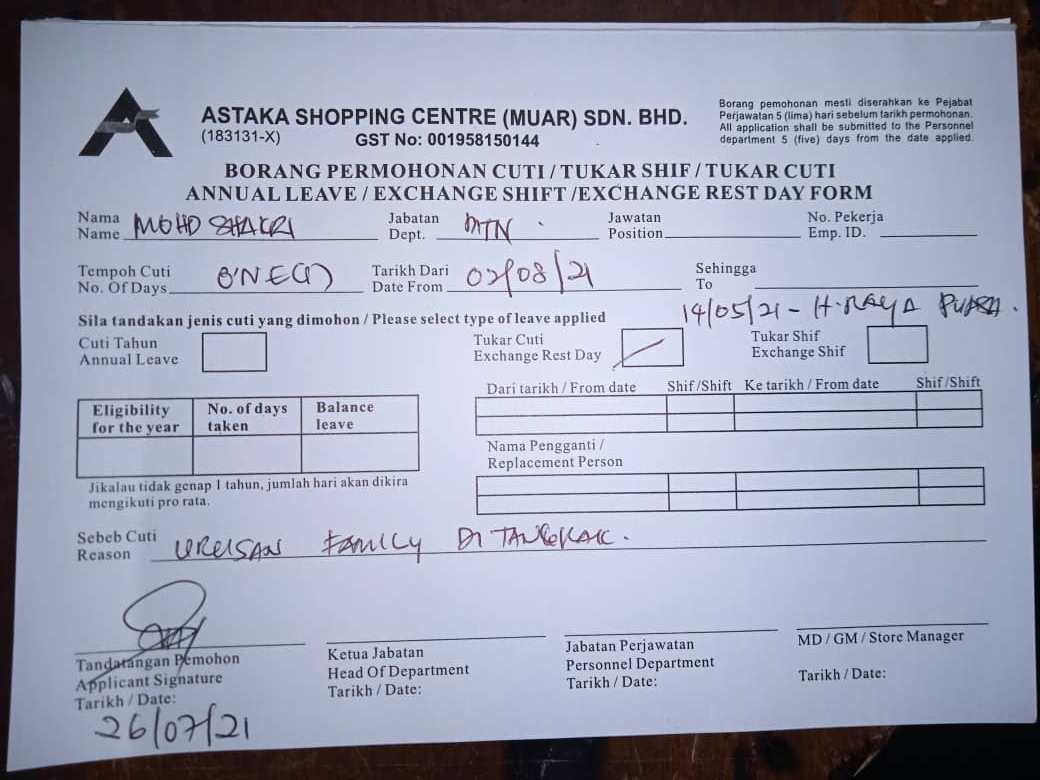 ASTAKA SHOPPING CENTRE (MUAR) SDN. BHD.
(183131-X) GST No: 001958150144
Borang pemohonan mesti diserahkan ke Pejabat
Perjawatan 5 (lima) hari sebelum tarikh permohonan.
All application shall be submitted to the Personnel
department 5 (five) days from the date applied.
BORANG PERMOHONAN CUTI / TUKAR SHIF / TUKAR CUTI
ANNUAL LEAVE / EXCHANGE SHIFT /EXCHANGE REST DAY FORM
Nama Jabatan Jawatan No. Pekerja
Name MOHD SHAKRI Dept. MTN. Position Emp. ID.
Tempoh Cuti Tarikh Dari Sehingga
No. Of Days O'NE(1) Date From 02/08/21 To
14/05/21 - H.RAYA PUASA.
Sila tandakan jenis cuti yang dimohon / Please select type of leave applied
Cuti Tahun Tukar Cuti Tukar Shif
Annual Leave Exchange Rest Day Exchange Shif
Dari tarikh / From date Shif /Shift Ke tarikh / From date Shif /Shift
Eligibility No. of days Balance
for the year taken leave
Nama Pengganti /
Replacement Person
Jikalau tidak genap 1 tahun, jumlah hari akan dikira
mengikuti pro rata.
Sebeb Cuti
Reason URUSAN FAMILY DI TANGKAK.
Tandatangan Pemohon Ketua Jabatan Jabatan Perjawatan MD / GM / Store Manager
Applicant Signature Head Of Department Personnel Department
Tarikh / Date: Tarikh / Date: Tarikh / Date: Tarikh / Date:
26/07/21